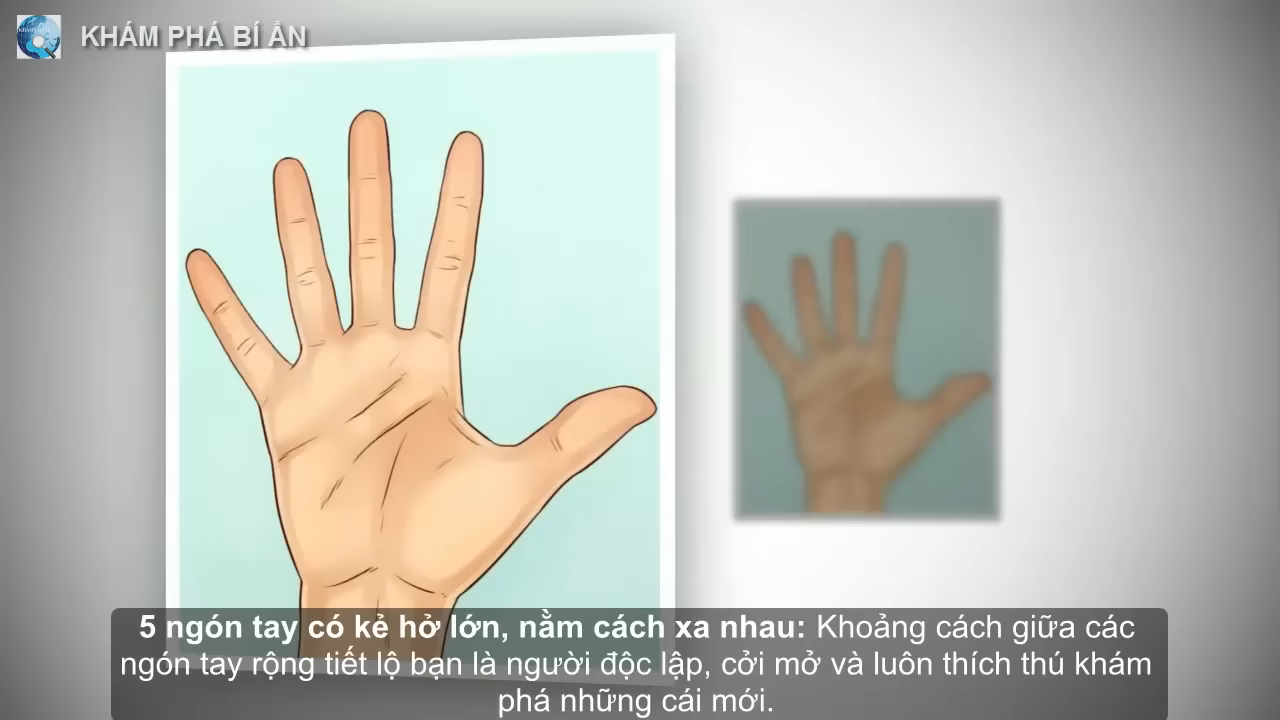 KHÁM PHÁ BÍ ẨN
5 ngón tay có kẻ hở lớn, nằm cách xa nhau: Khoảng cách giữa các
ngón tay rộng tiết lộ bạn là người độc lập, cởi mở và luôn thích thú khám
phá những cái mới.